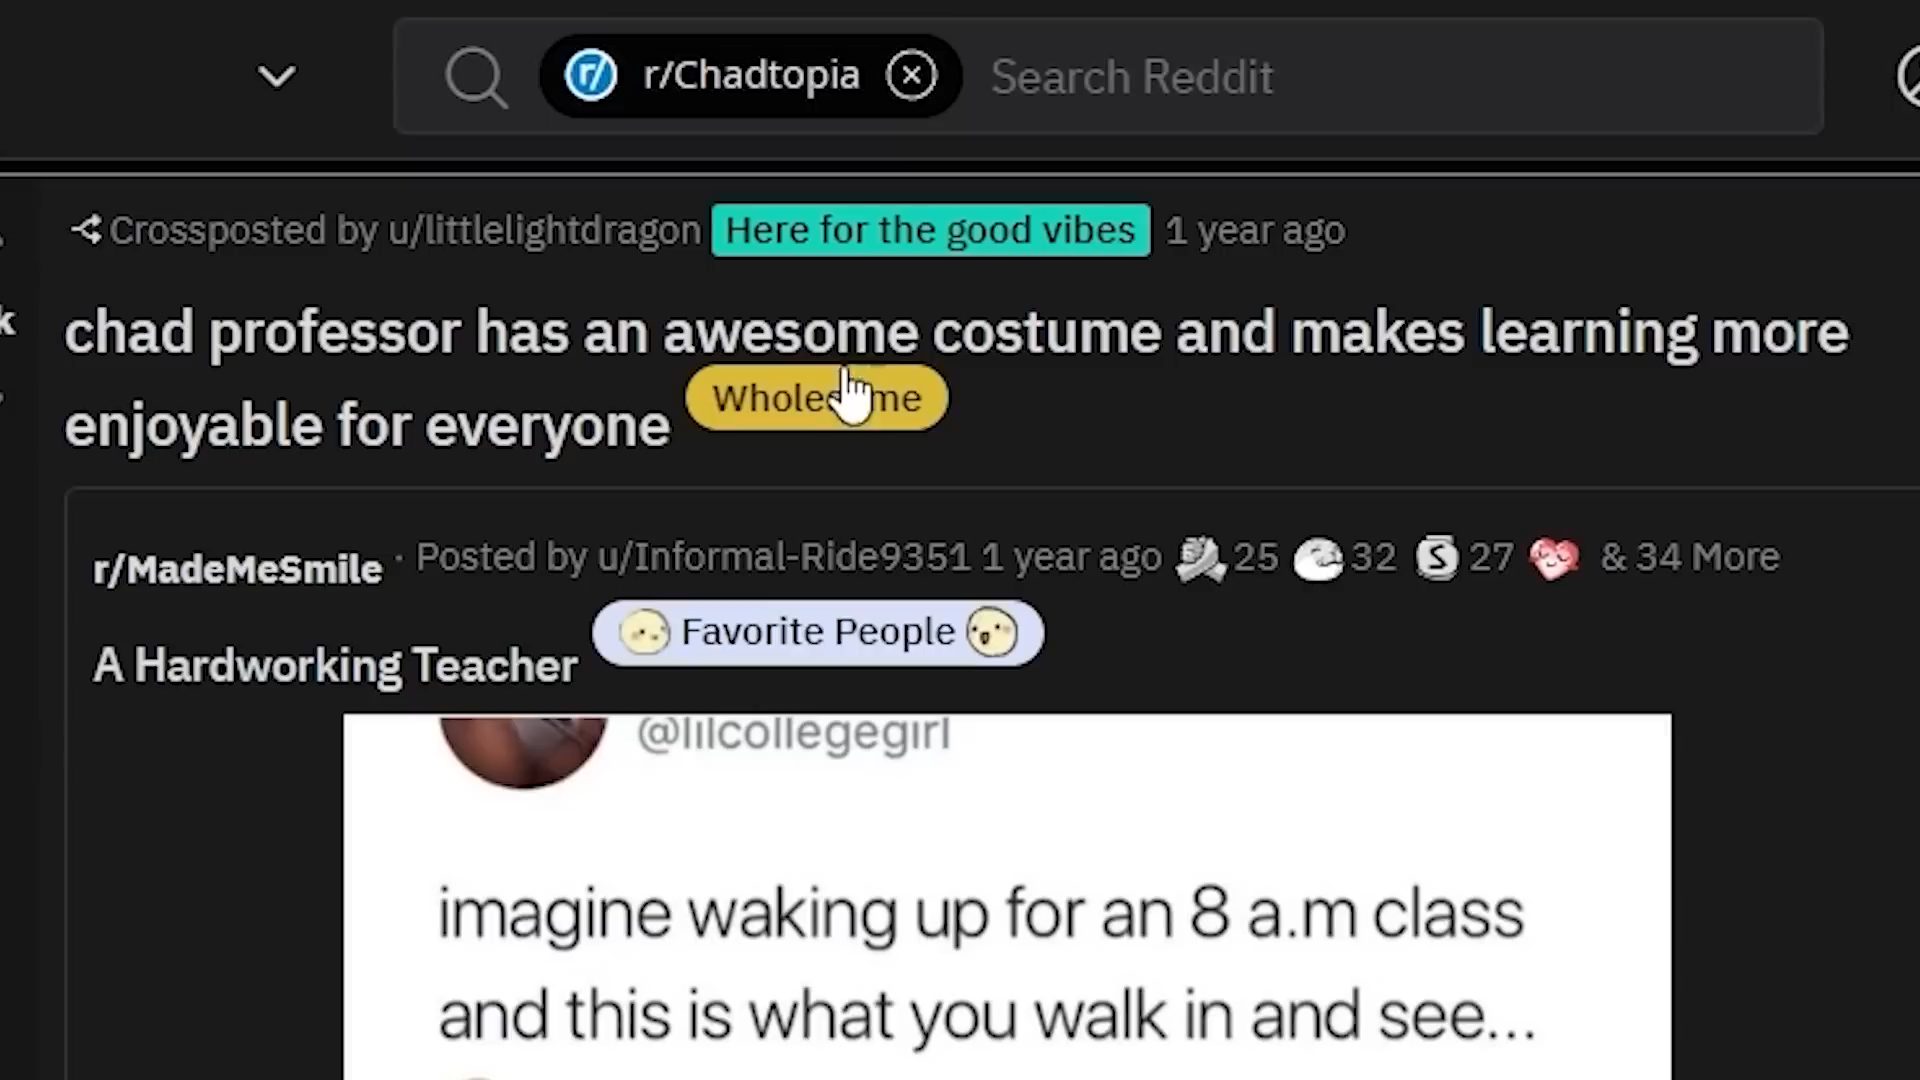 r/Chadtopia Search Reddit
Crossposted by u/littlelightdragon Here for the good vibes 1 year ago
chad professor has an awesome costume and makes learning more
enjoyable for everyone
r/MadeMeSmile · Posted by u/Informal-Ride9351 1 year ago 25 32 27 & 34 More
A Hardworking Teacher Favorite People
@lilcollegegirl
imagine waking up for an 8 a.m class
and this is what you walk in and see...